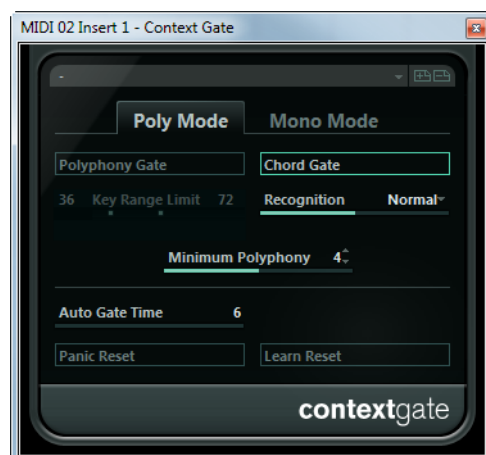 MIDI 02 Insert 1 - Context Gate
-
Poly Mode Mono Mode
Polyphony Gate Chord Gate
36 Key Range Limit 72 Recognition Normal
Minimum Polyphony 4
Auto Gate Time 6
Panic Reset Learn Reset
contextgate